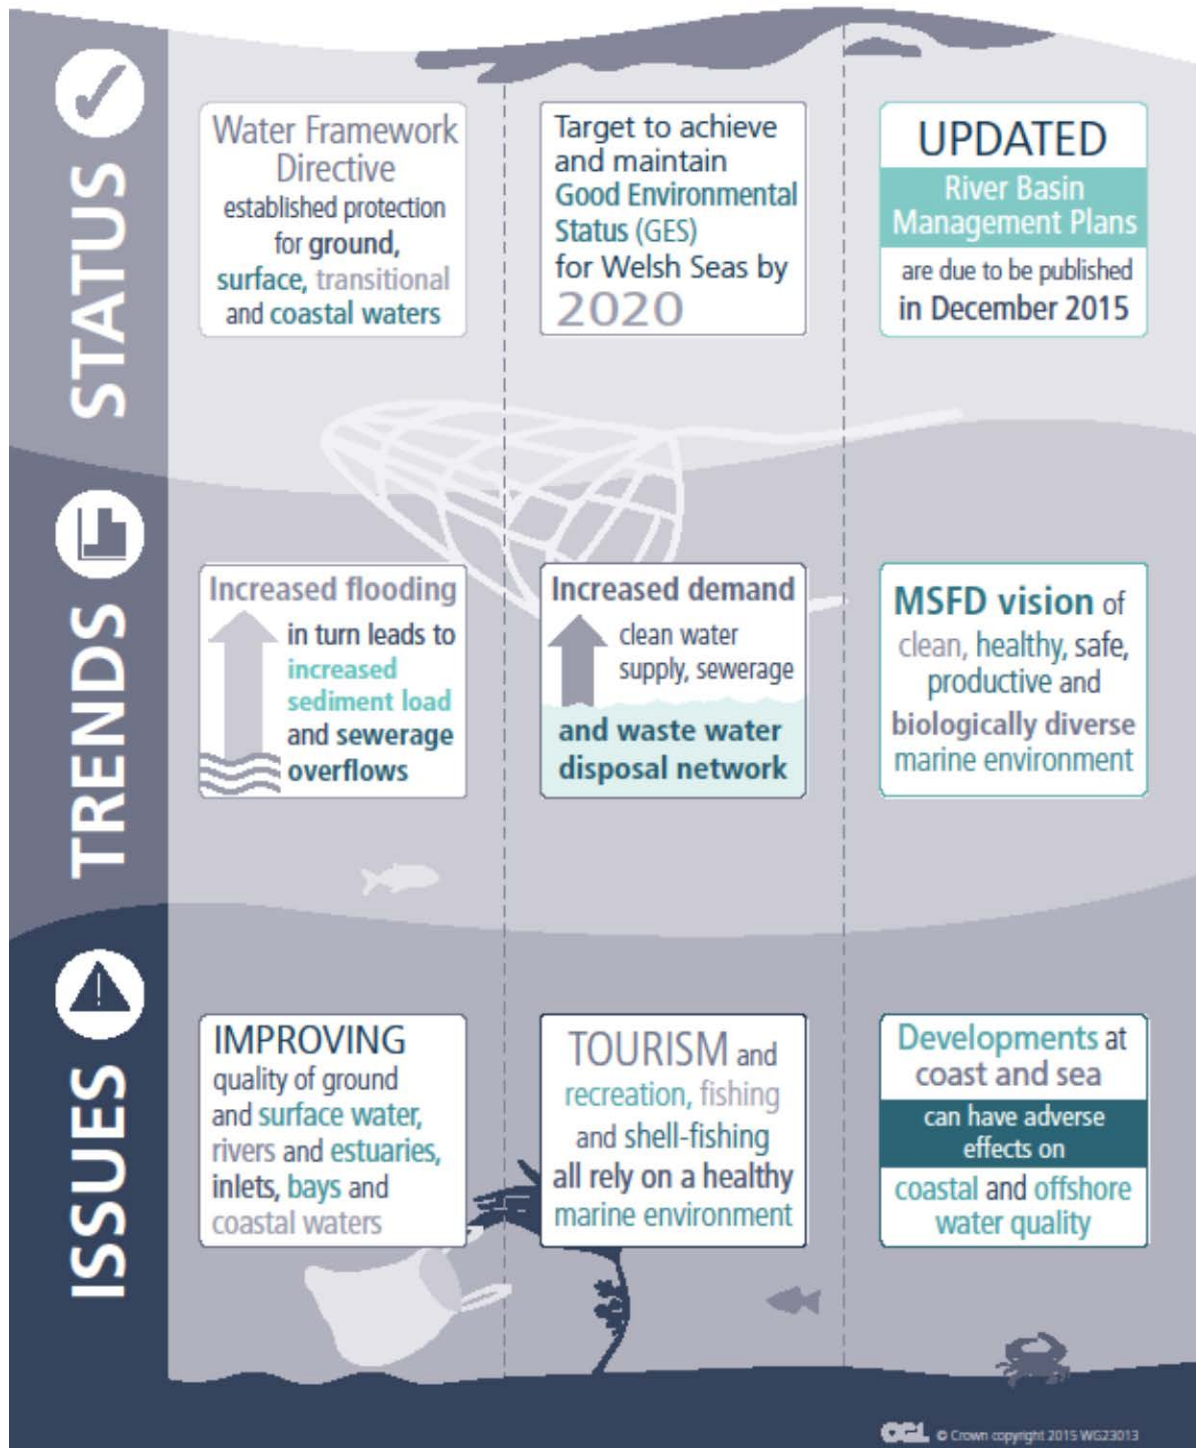 STATUS
Water Framework
Directive
established protection
for ground,
surface, transitional
and coastal waters
Target to achieve
and maintain
Good Environmental
Status (GES)
for Welsh Seas by
2020
UPDATED
River Basin
Management Plans
are due to be published
in December 2015
TRENDS
Increased flooding
in turn leads to
increased
sediment load
and sewerage
overflows
Increased demand
clean water
supply, sewerage
and waste water
disposal network
MSFD vision of
clean, healthy, safe,
productive and
biologically diverse
marine environment
ISSUES
IMPROVING
quality of ground
and surface water,
rivers and estuaries,
inlets, bays and
coastal waters
TOURISM and
recreation, fishing
and shell-fishing
all rely on a healthy
marine environment
Developments at
coast and sea
can have adverse
effects on
coastal and offshore
water quality
OGL © Crown copyright 2015 WG23013